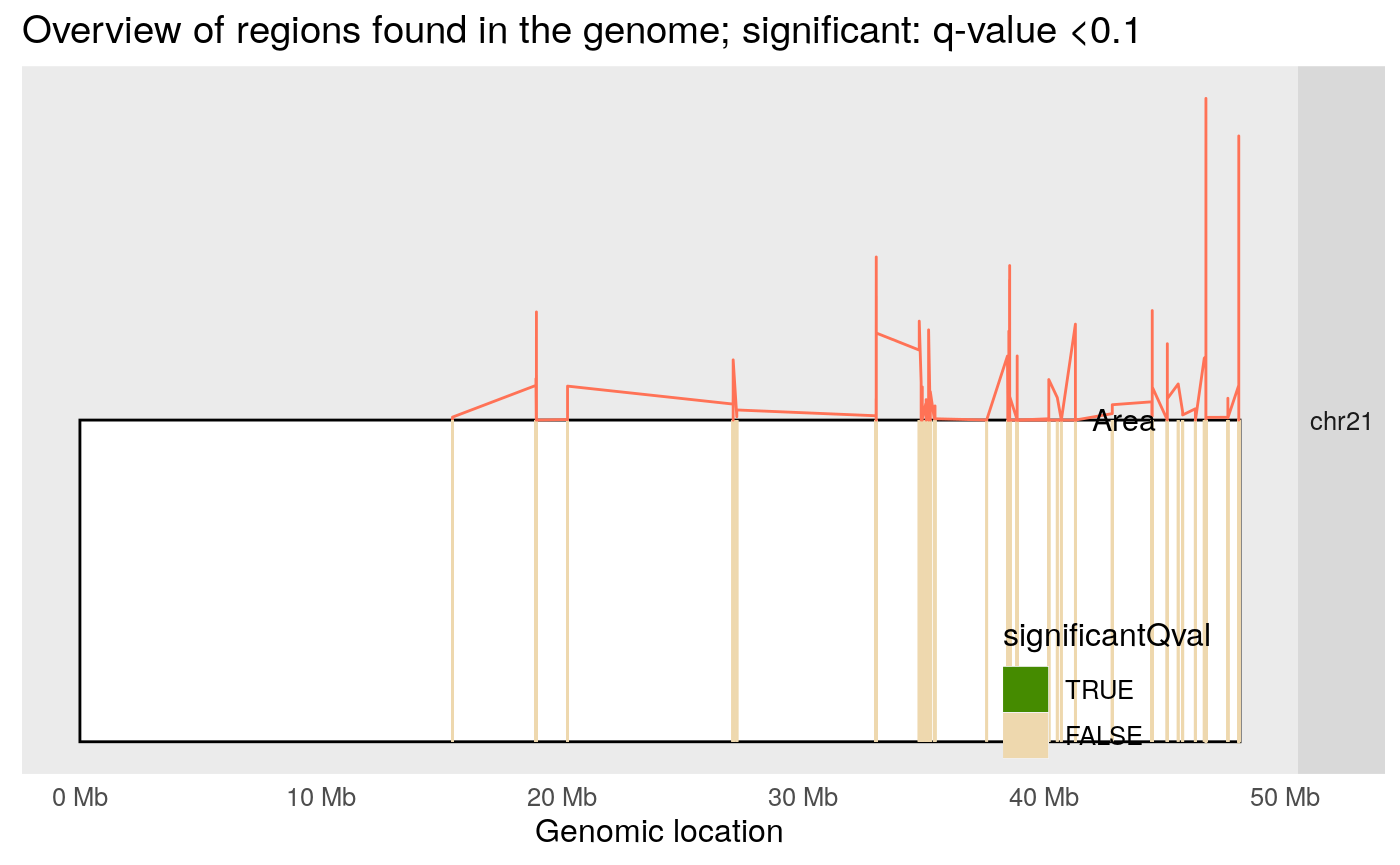 Overview of regions found in the genome; significant: q-value <0.1
chr21
Area
significantQval
TRUE
FALSE
0 Mb 10 Mb 20 Mb 30 Mb 40 Mb 50 Mb
Genomic location